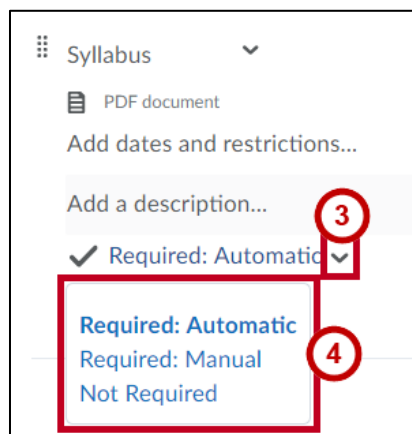 Syllabus
PDF document
Add dates and restrictions...
Add a description...
3
Required: Automatic
Required: Automatic
Required: Manual
4
Not Required